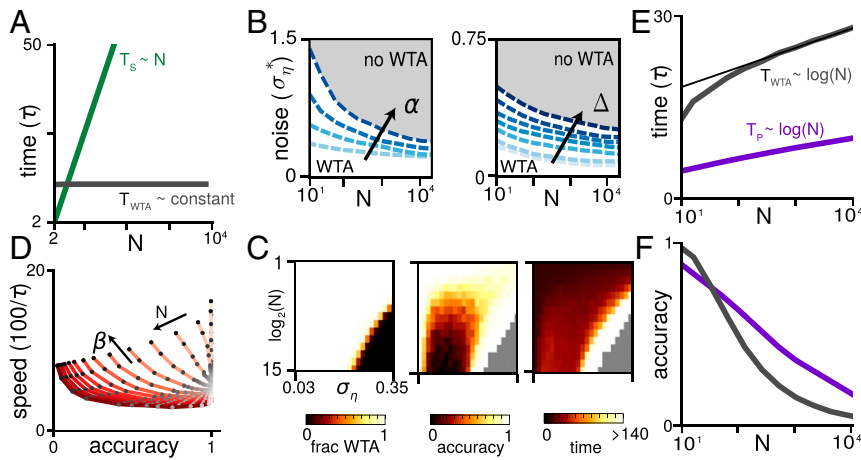 A
50
time (τ)
2
T_S ~ N
T_WTA ~ constant
2
N
10^4
B
noise (σ*_η)
1.5
0
no WTA
α
WTA
10^1
N
10^4
0.75
0
no WTA
Δ
WTA
10^1
N
10^4
E
30
time (τ)
0
T_WTA ~ log(N)
T_P ~ log(N)
10^1
N
10^4
D
20
speed (100/τ)
0
N
β
0
accuracy
1
C
1
log_2(N)
15
0.03
σ_η
0.35
0
1
frac WTA
0
1
accuracy
0
>140
time
F
1
accuracy
0
10^1
N
10^4